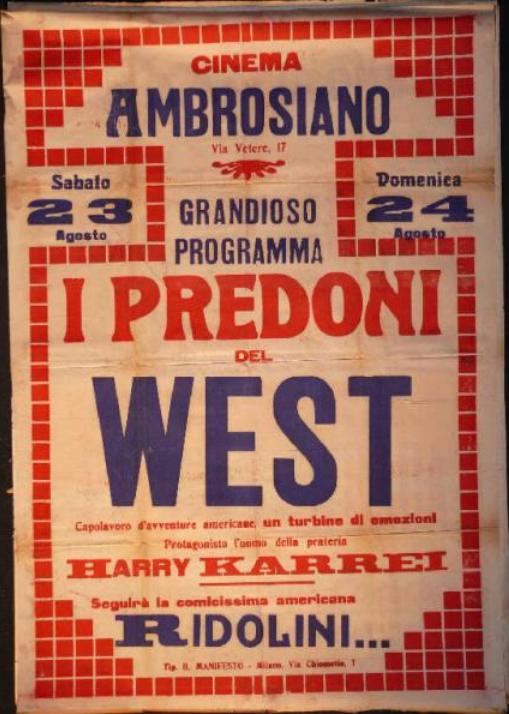 CINEMA
AMBROSIANO
Via Vetere, 17
Sabato
23
Agosto
Domenica
24
Agosto
GRANDIOSO
PROGRAMMA
I PREDONI
DEL
WEST
Capolavoro d'avventure americane, un turbine di emozioni
Protagonista l'uomo della prateria
HARRY KARREI
Seguirà la comicissima americana
RIDOLINI...
Tip. B. MANIFESTO - Milano, Via Chiossetto, 7